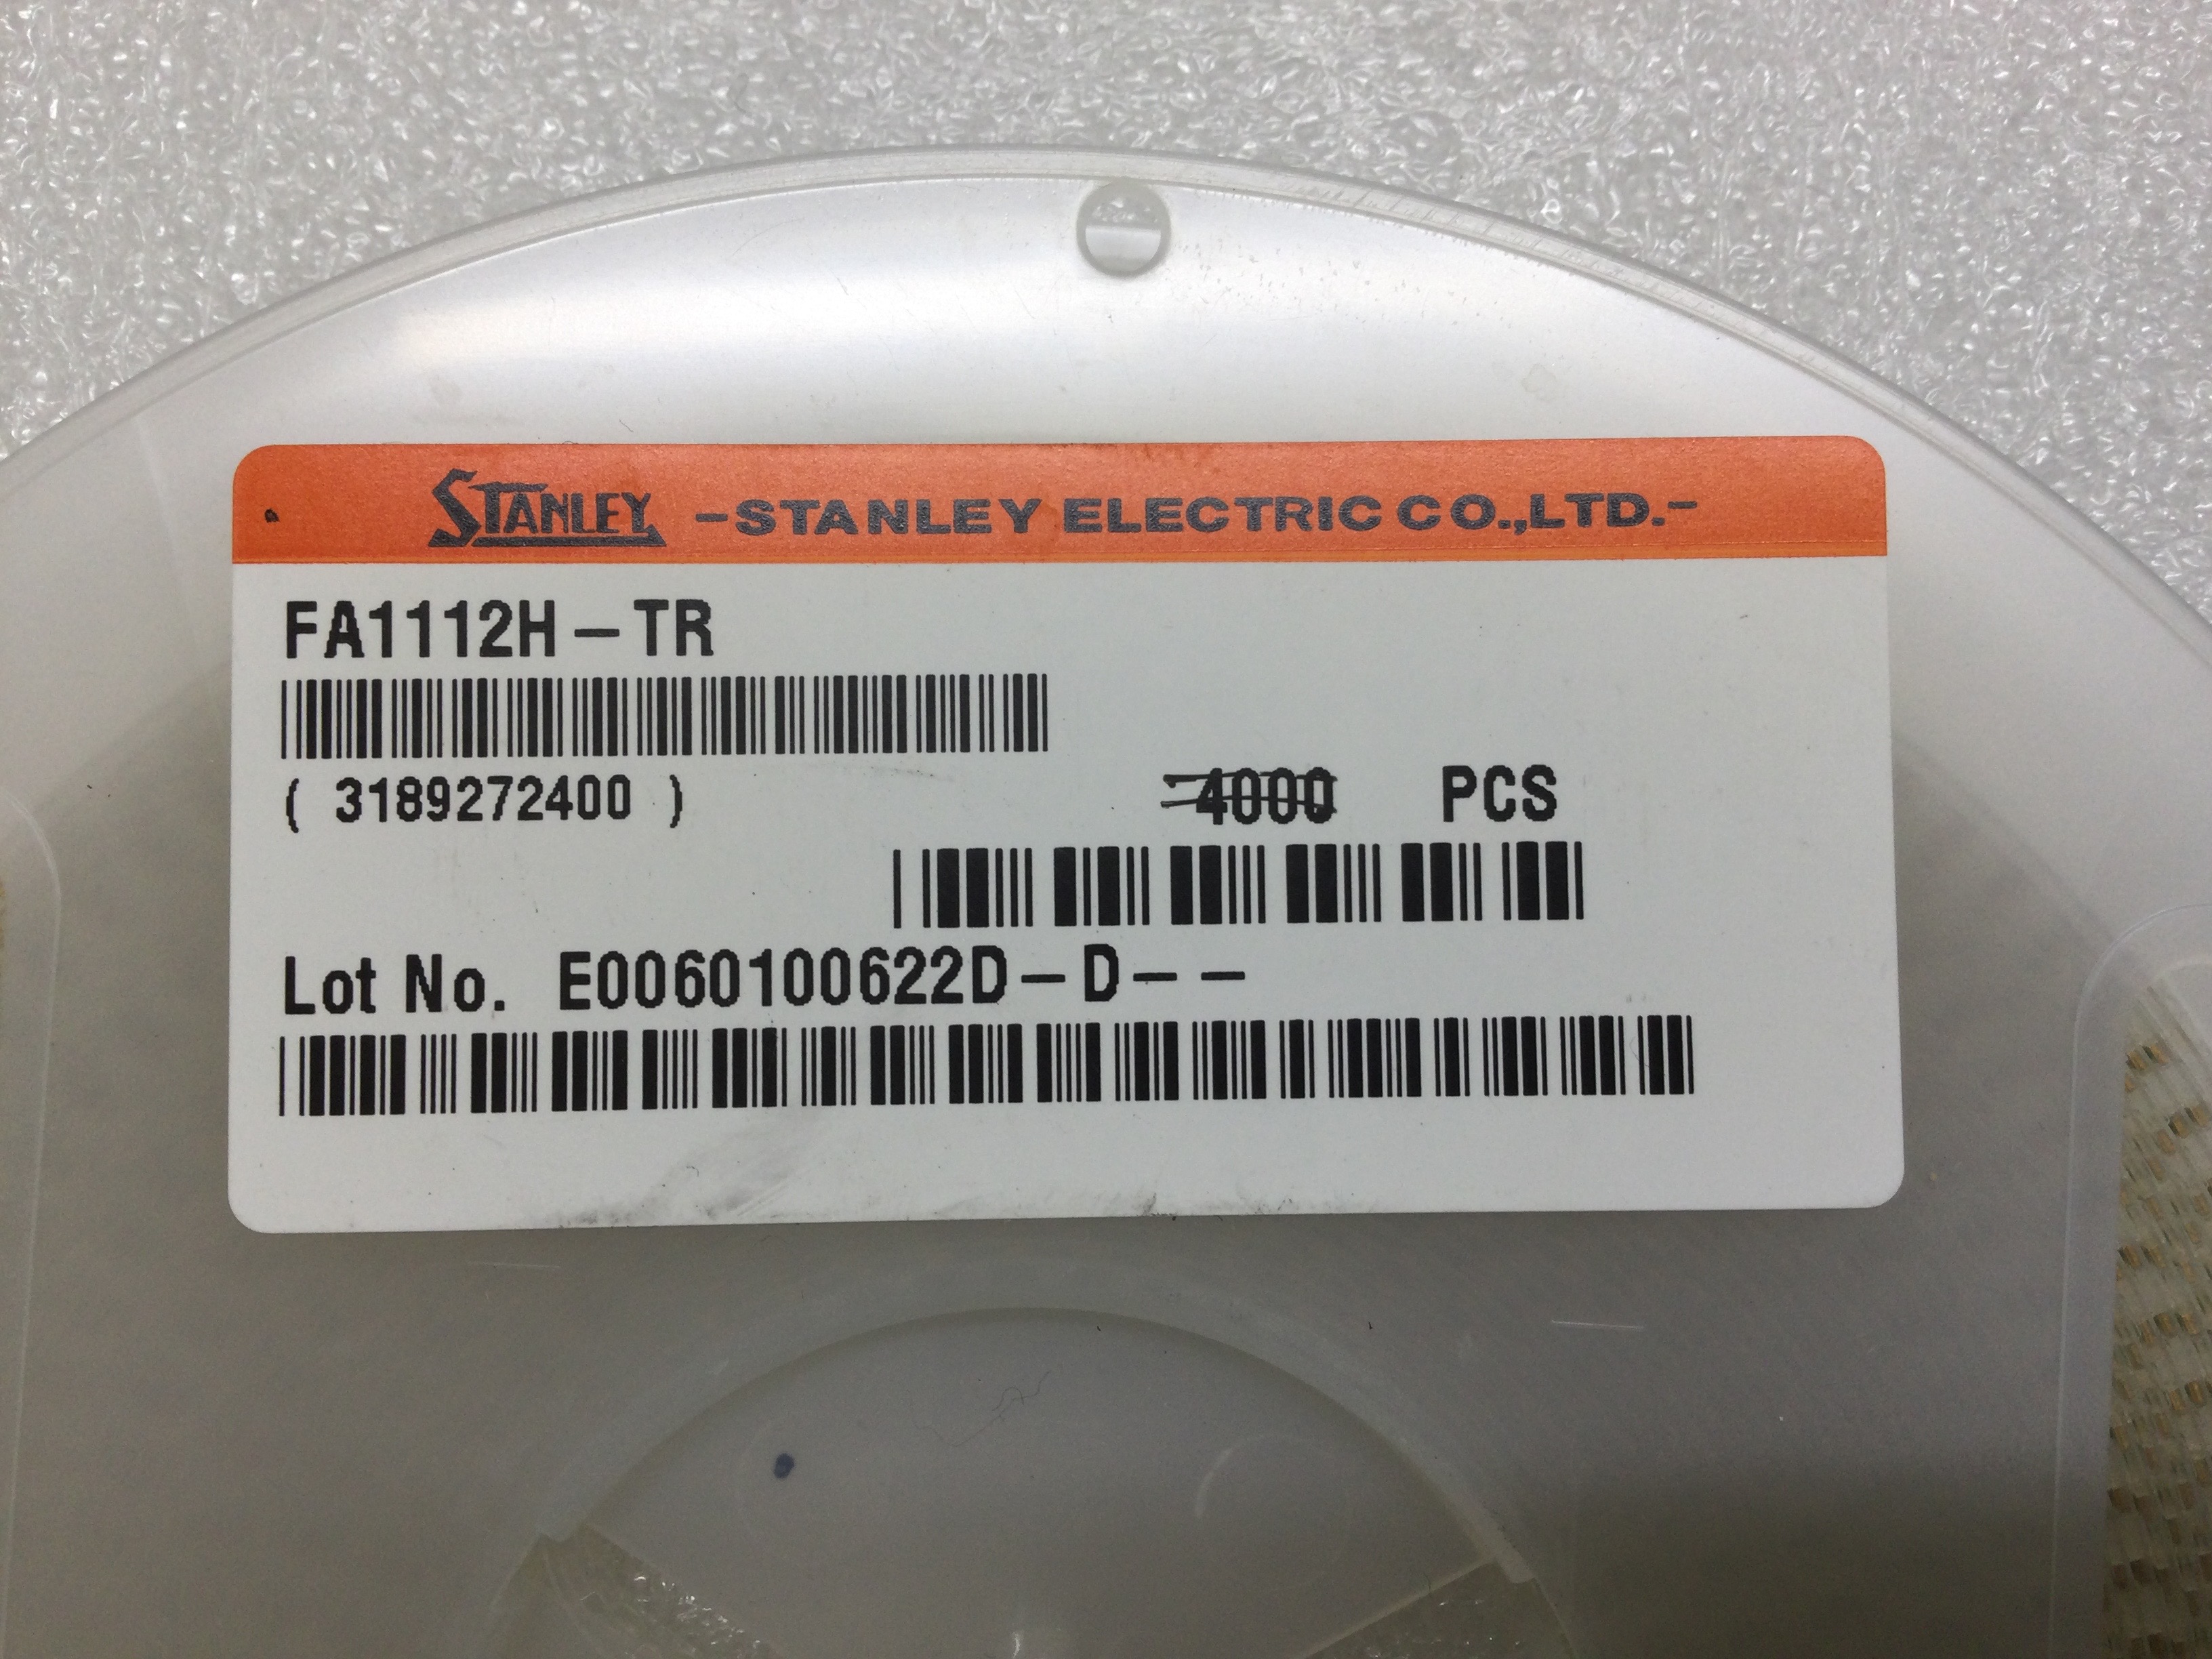 STANLEY -STANLEY ELECTRIC CO.,LTD.-
FA1112H-TR
( 3189272400 )
4000 PCS
Lot No. E0060100622D-D--